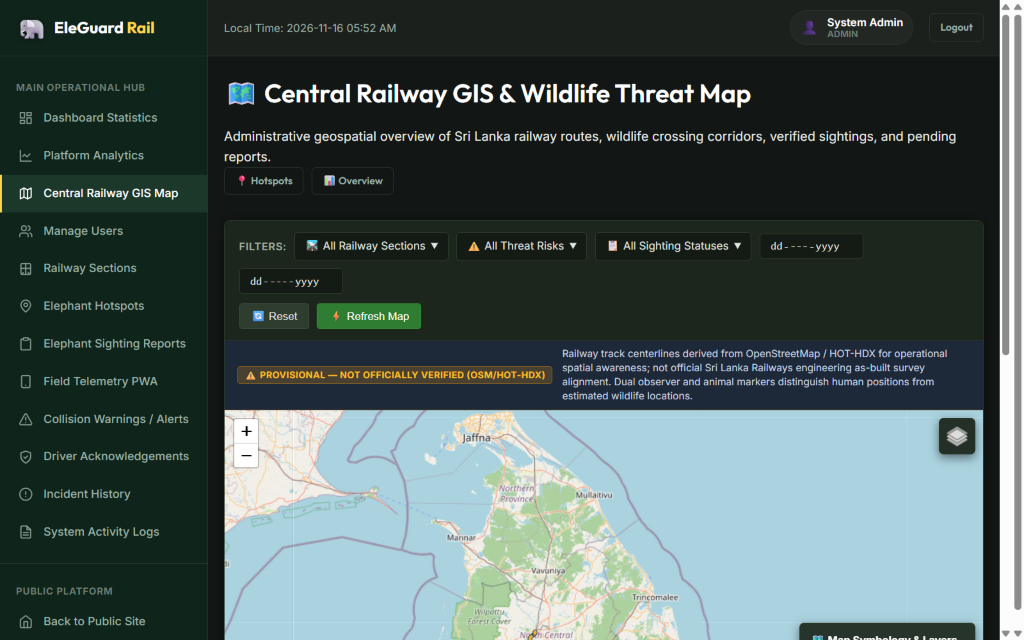 EleGuard Rail
Local Time: 2026-11-16 05:52 AM
System Admin
ADMIN
Logout
MAIN OPERATIONAL HUB
Dashboard Statistics
Platform Analytics
Central Railway GIS Map
Manage Users
Railway Sections
Elephant Hotspots
Elephant Sighting Reports
Field Telemetry PWA
Collision Warnings / Alerts
Driver Acknowledgements
Incident History
System Activity Logs
PUBLIC PLATFORM
Back to Public Site
Central Railway GIS & Wildlife Threat Map
Administrative geospatial overview of Sri Lanka railway routes, wildlife crossing corridors, verified sightings, and pending
reports.
Hotspots
Overview
FILTERS:
All Railway Sections ▼
All Threat Risks ▼
All Sighting Statuses ▼
dd-----yyyy
dd-----yyyy
Reset
Refresh Map
PROVISIONAL — NOT OFFICIALLY VERIFIED (OSM/HOT-HDX)
Railway track centerlines derived from OpenStreetMap / HOT-HDX for operational
spatial awareness; not official Sri Lanka Railways engineering as-built survey
alignment. Dual observer and animal markers distinguish human positions from
estimated wildlife locations.
+
−
Jaffna
Northern
Province
Mullaitivu
Mannar
Vavuniya
Trincomalee
Wilpattu
Forest Cover
North Central
Map Symbology & Layers